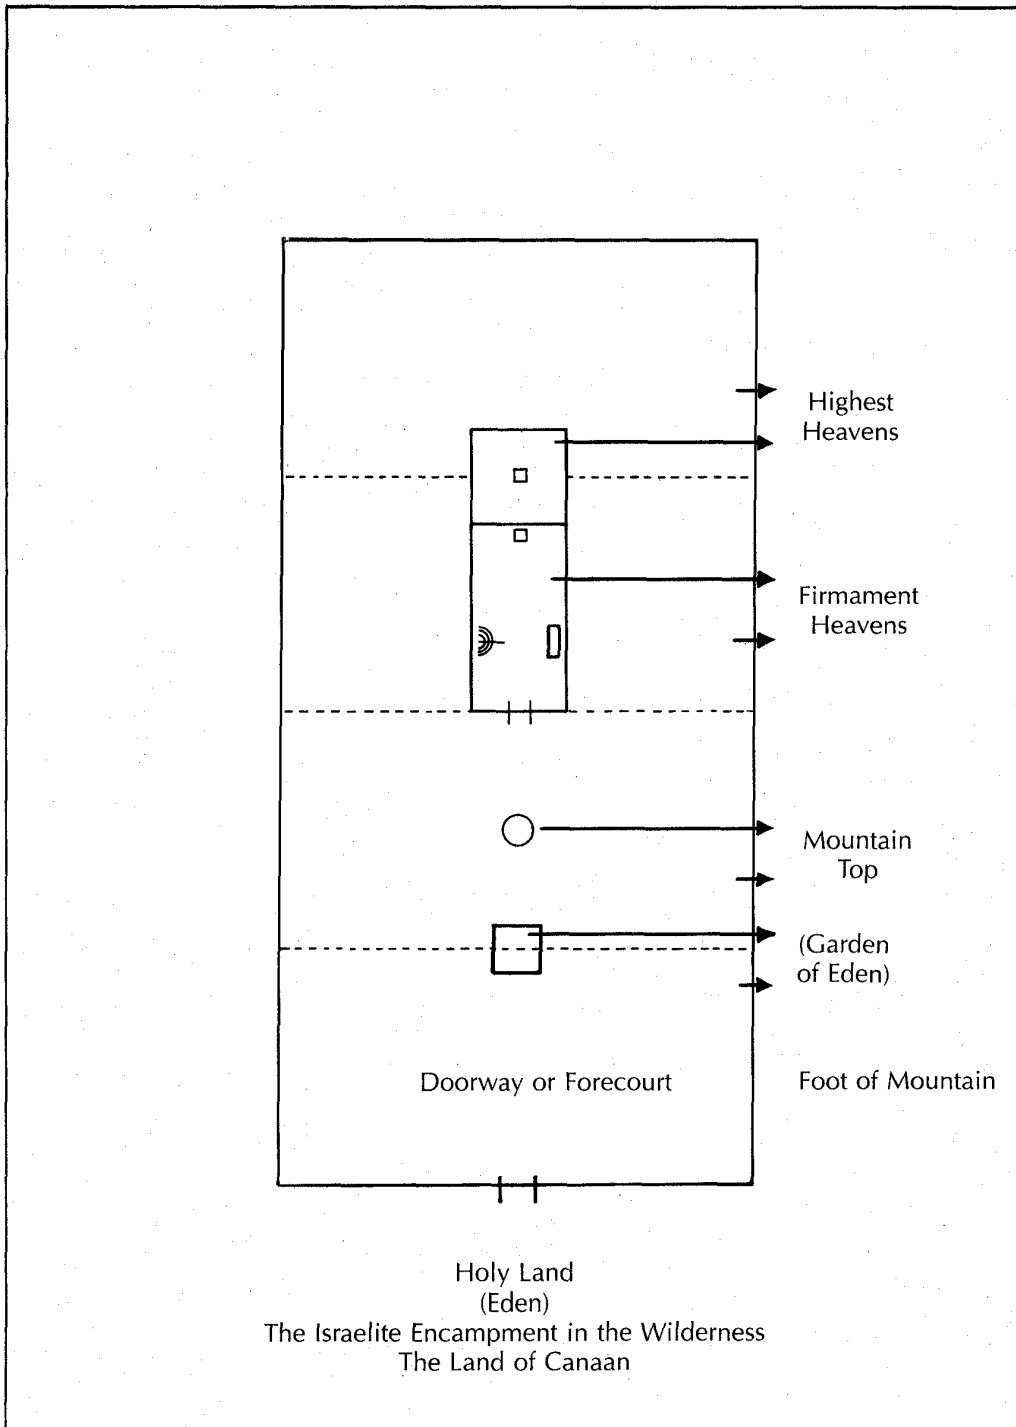 Highest
Heavens
Firmament
Heavens
Mountain
Top
(Garden
of Eden)
Doorway or Forecourt
Foot of Mountain
Holy Land
(Eden)
The Israelite Encampment in the Wilderness
The Land of Canaan